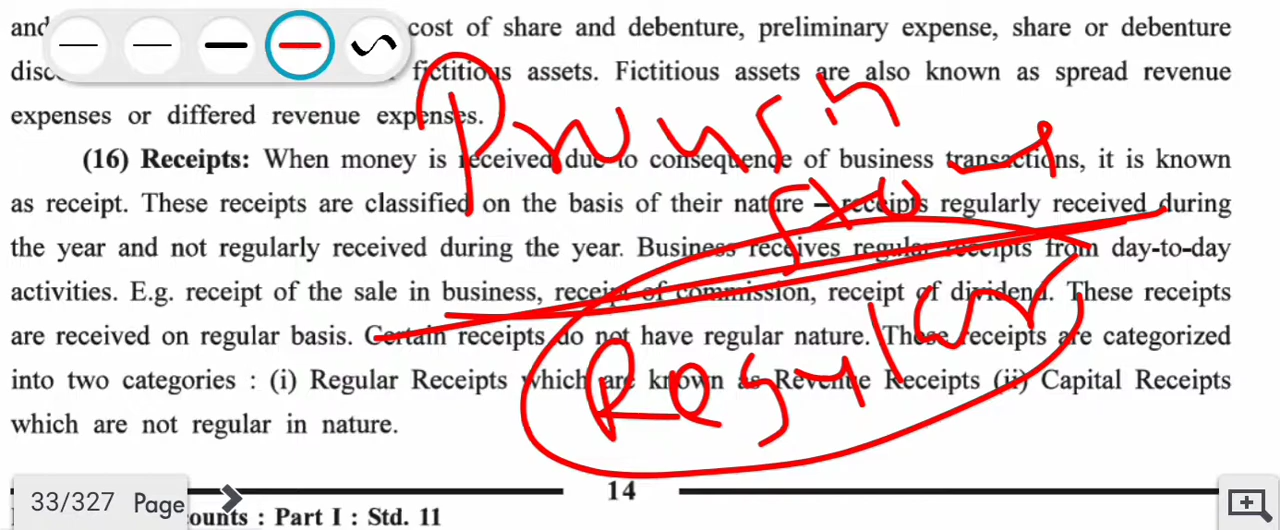 and cost of share and debenture, preliminary expense, share or debenture
disc fictitious assets. Fictitious assets are also known as spread revenue
expenses or differed revenue expenses.
(16) Receipts: When money is received due to consequence of business transactions, it is known
as receipt. These receipts are classified on the basis of their nature – receipts regularly received during
the year and not regularly received during the year. Business receives regular receipts from day-to-day
activities. E.g. receipt of the sale in business, receipt of commission, receipt of dividend. These receipts
are received on regular basis. Certain receipts do not have regular nature. These receipts are categorized
into two categories : (i) Regular Receipts which are known as Revenue Receipts (ii) Capital Receipts
which are not regular in nature.
Regular
14
33/327 Page
ounts : Part I : Std. 11